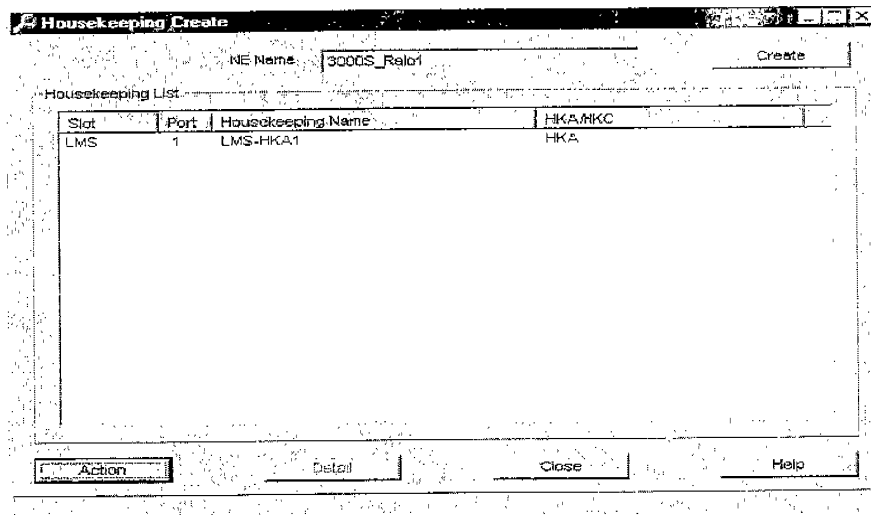 Housekeeping Create
NE Name 3000S_Relo1 Create
Housekeeping List
Slot Port Housekeeping Name HKA/HKC
LMS 1 LMS-HKA1 HKA
Action Detail Close Help